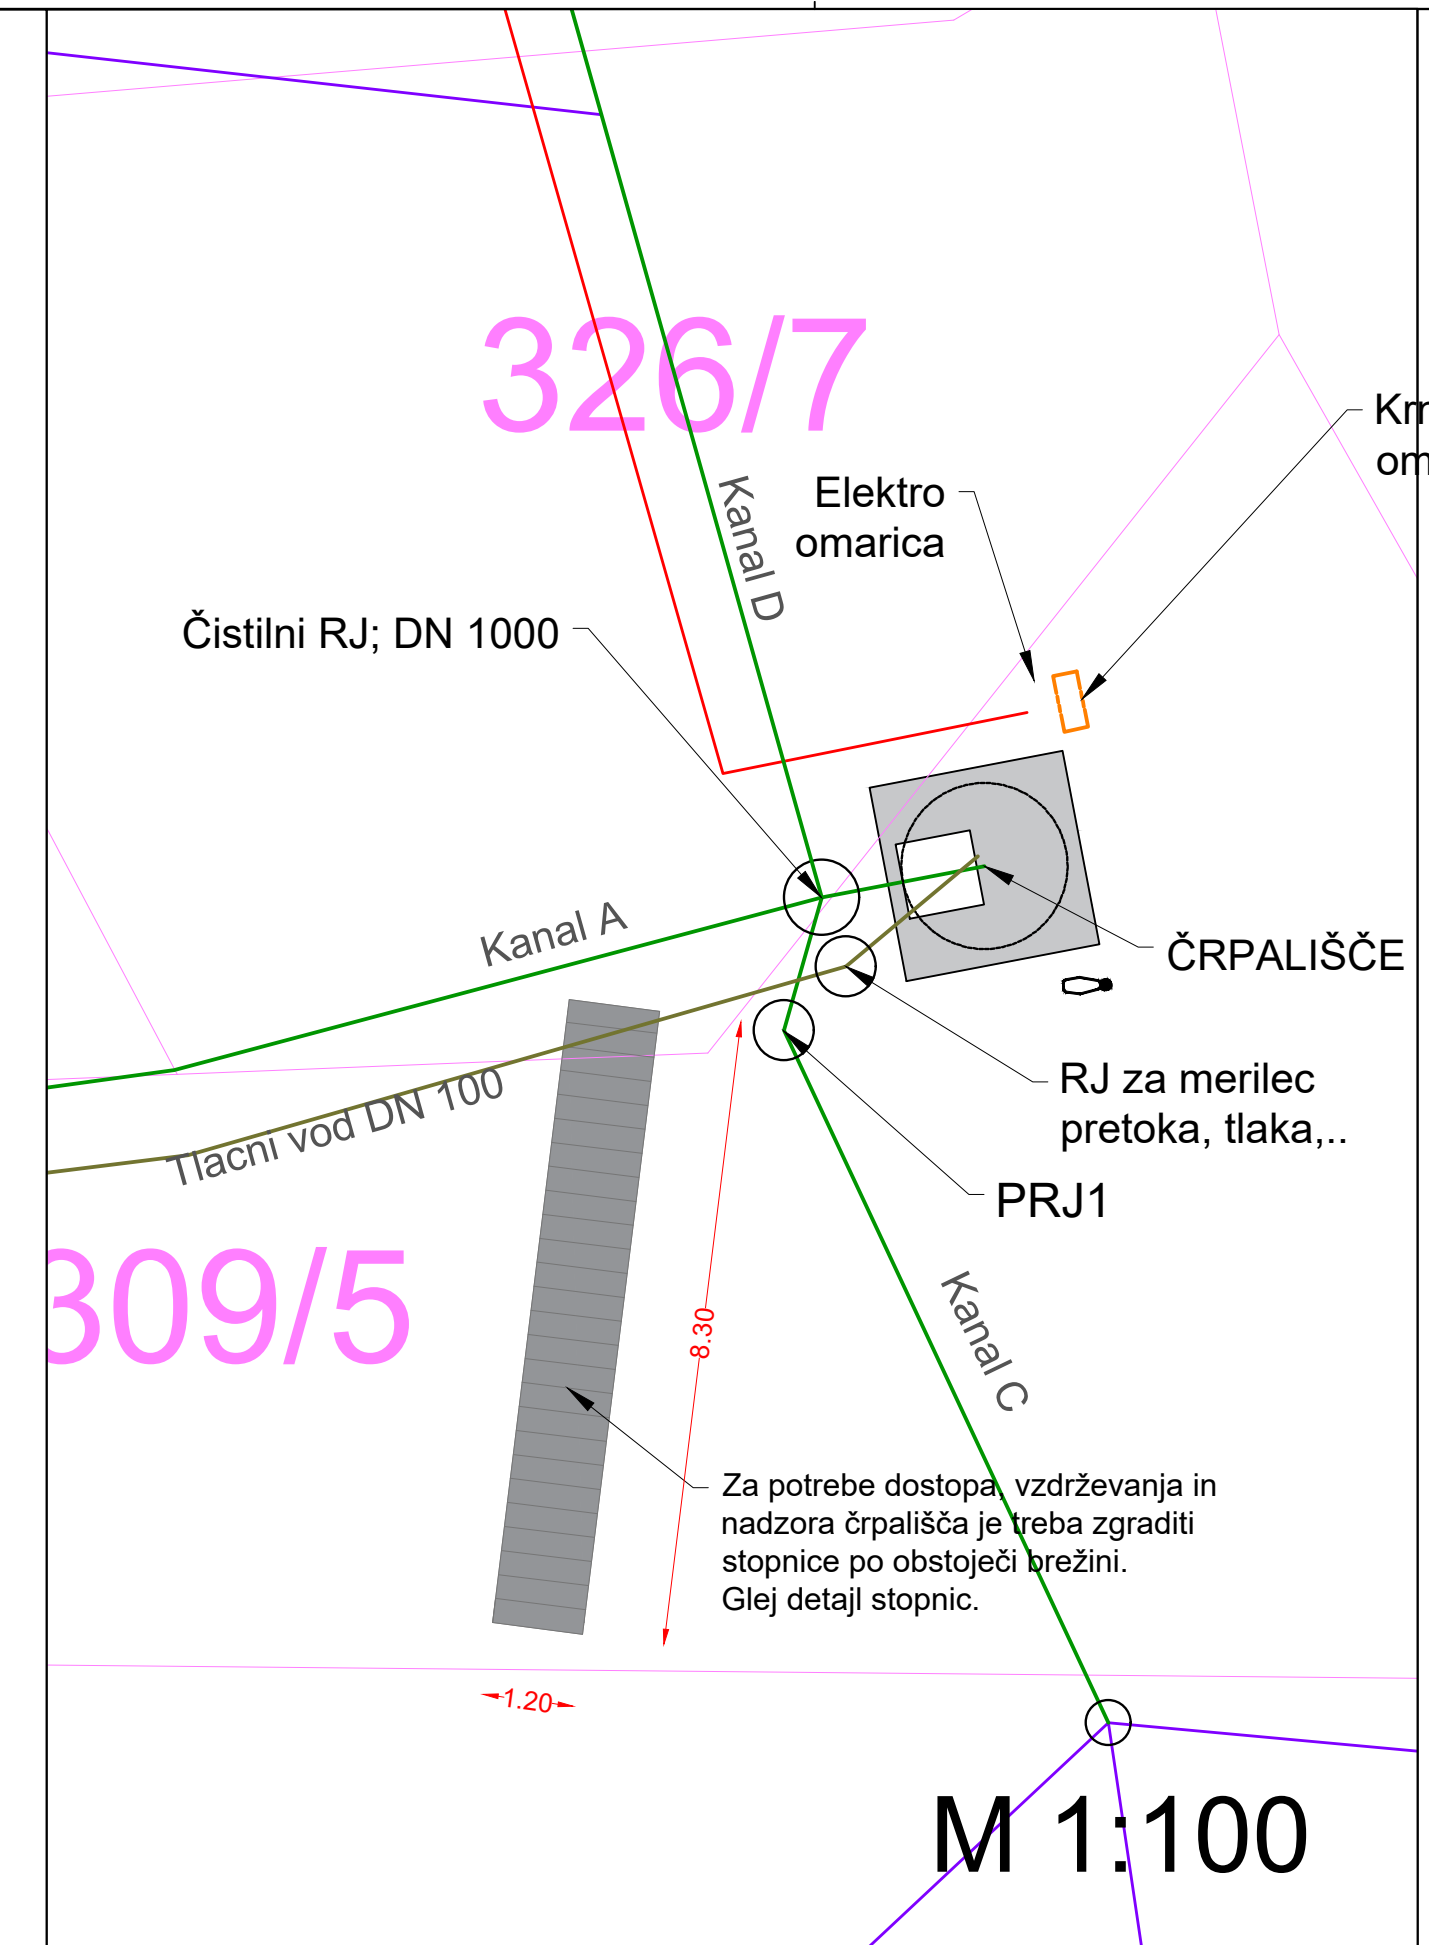 326/7
Kanal D
Elektro
omarica
Čistilni RJ; DN 1000
Kanal A
ČRPALIŠČE
Tlacni vod DN 100
RJ za merilec
pretoka, tlaka,..
PRJ1
309/5
8.30
Kanal C
Za potrebe dostopa, vzdrževanja in
nadzora črpališča je treba zgraditi
stopnice po obstoječi brežini.
Glej detajl stopnic.
1.20
M 1:100